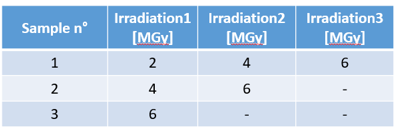 Sample n° Irradiation1 [MGy] Irradiation2 [MGy] Irradiation3 [MGy]
1 2 4 6
2 4 6 -
3 6 - -